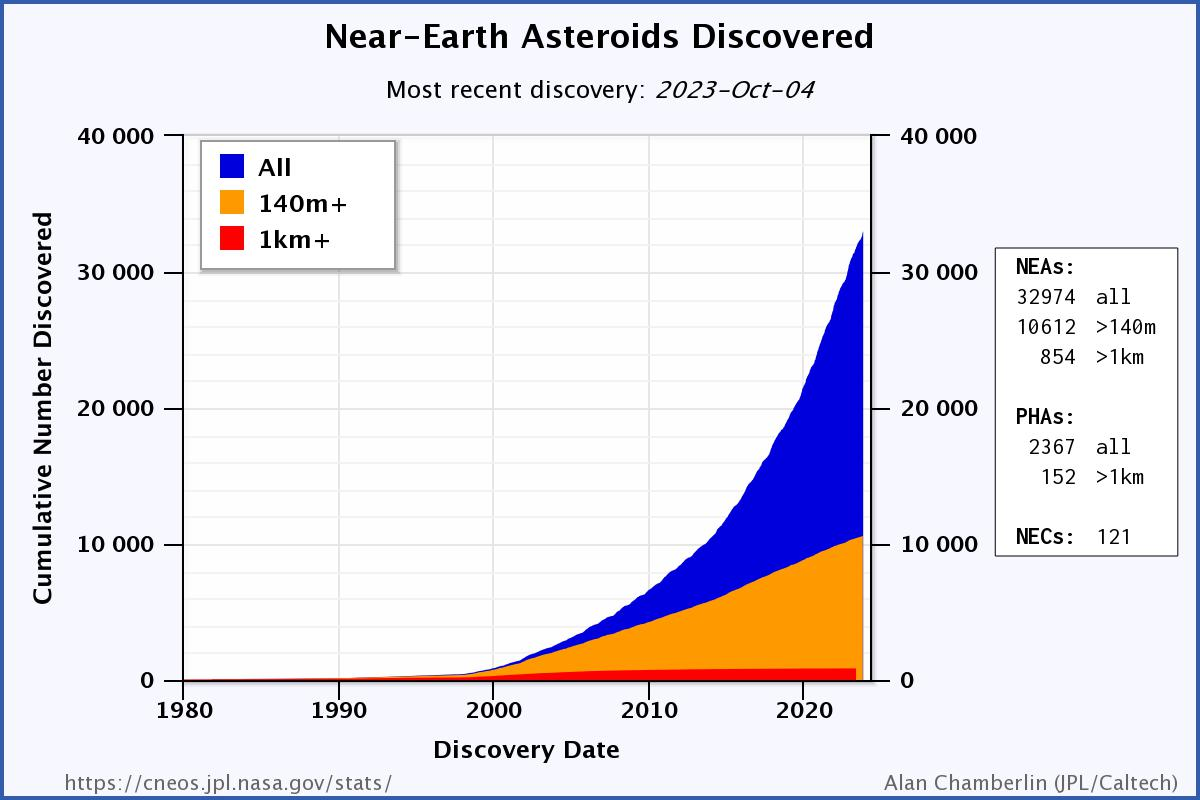 Near-Earth Asteroids Discovered
Most recent discovery: 2023-Oct-04
Cumulative Number Discovered
40 000
30 000
20 000
10 000
0
All
140m+
1km+
40 000
30 000
20 000
10 000
0
1980 1990 2000 2010 2020
Discovery Date
NEAs:
32974 all
10612 >140m
854 >1km
PHAs:
2367 all
152 >1km
NECs: 121
https://cneos.jpl.nasa.gov/stats/
Alan Chamberlin (JPL/Caltech)